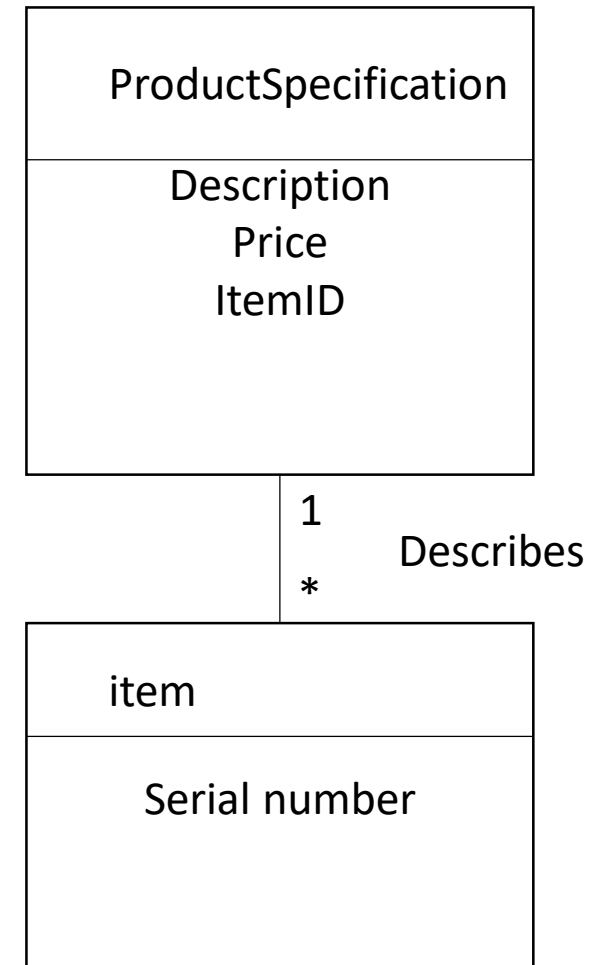 ProductSpecification
Description
Price
ItemID
1
Describes
*
item
Serial number